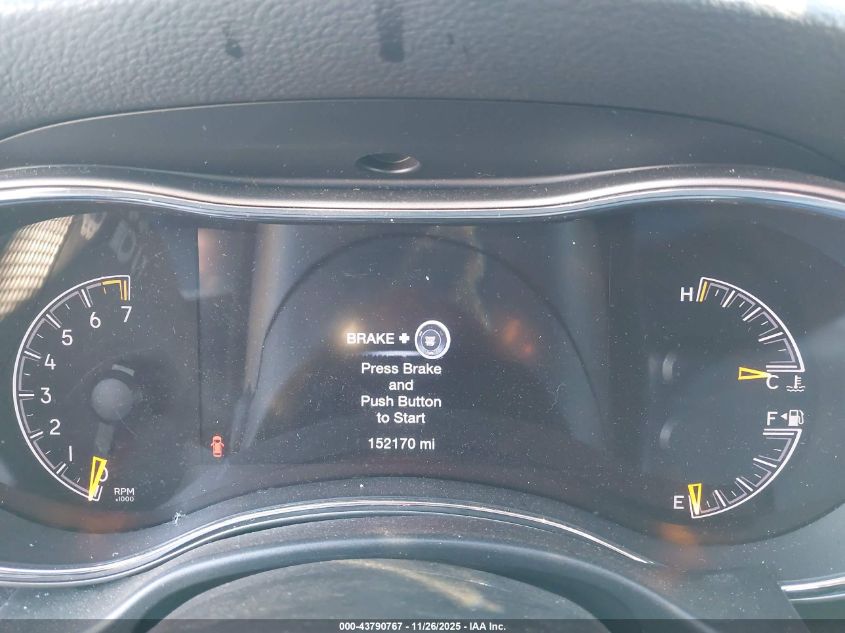 7
6
5
4
3
2
1
0
RPM
x1000
BRAKE +
Press Brake
and
Push Button
to Start
152170 mi
H
C
F
E
000-43790767 - 11/26/2025 - IAA Inc.